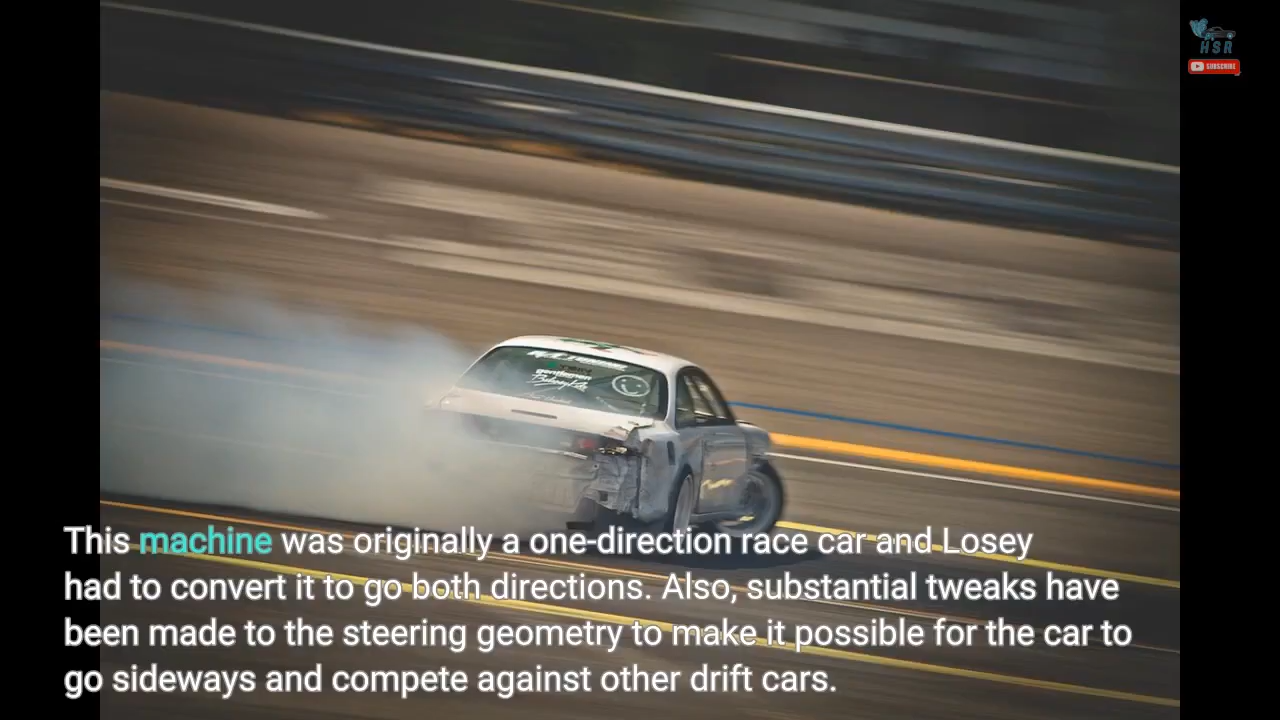 HSR
SUBSCRIBE
This machine was originally a one-direction race car and Losey
had to convert it to go both directions. Also, substantial tweaks have
been made to the steering geometry to make it possible for the car to
go sideways and compete against other drift cars.